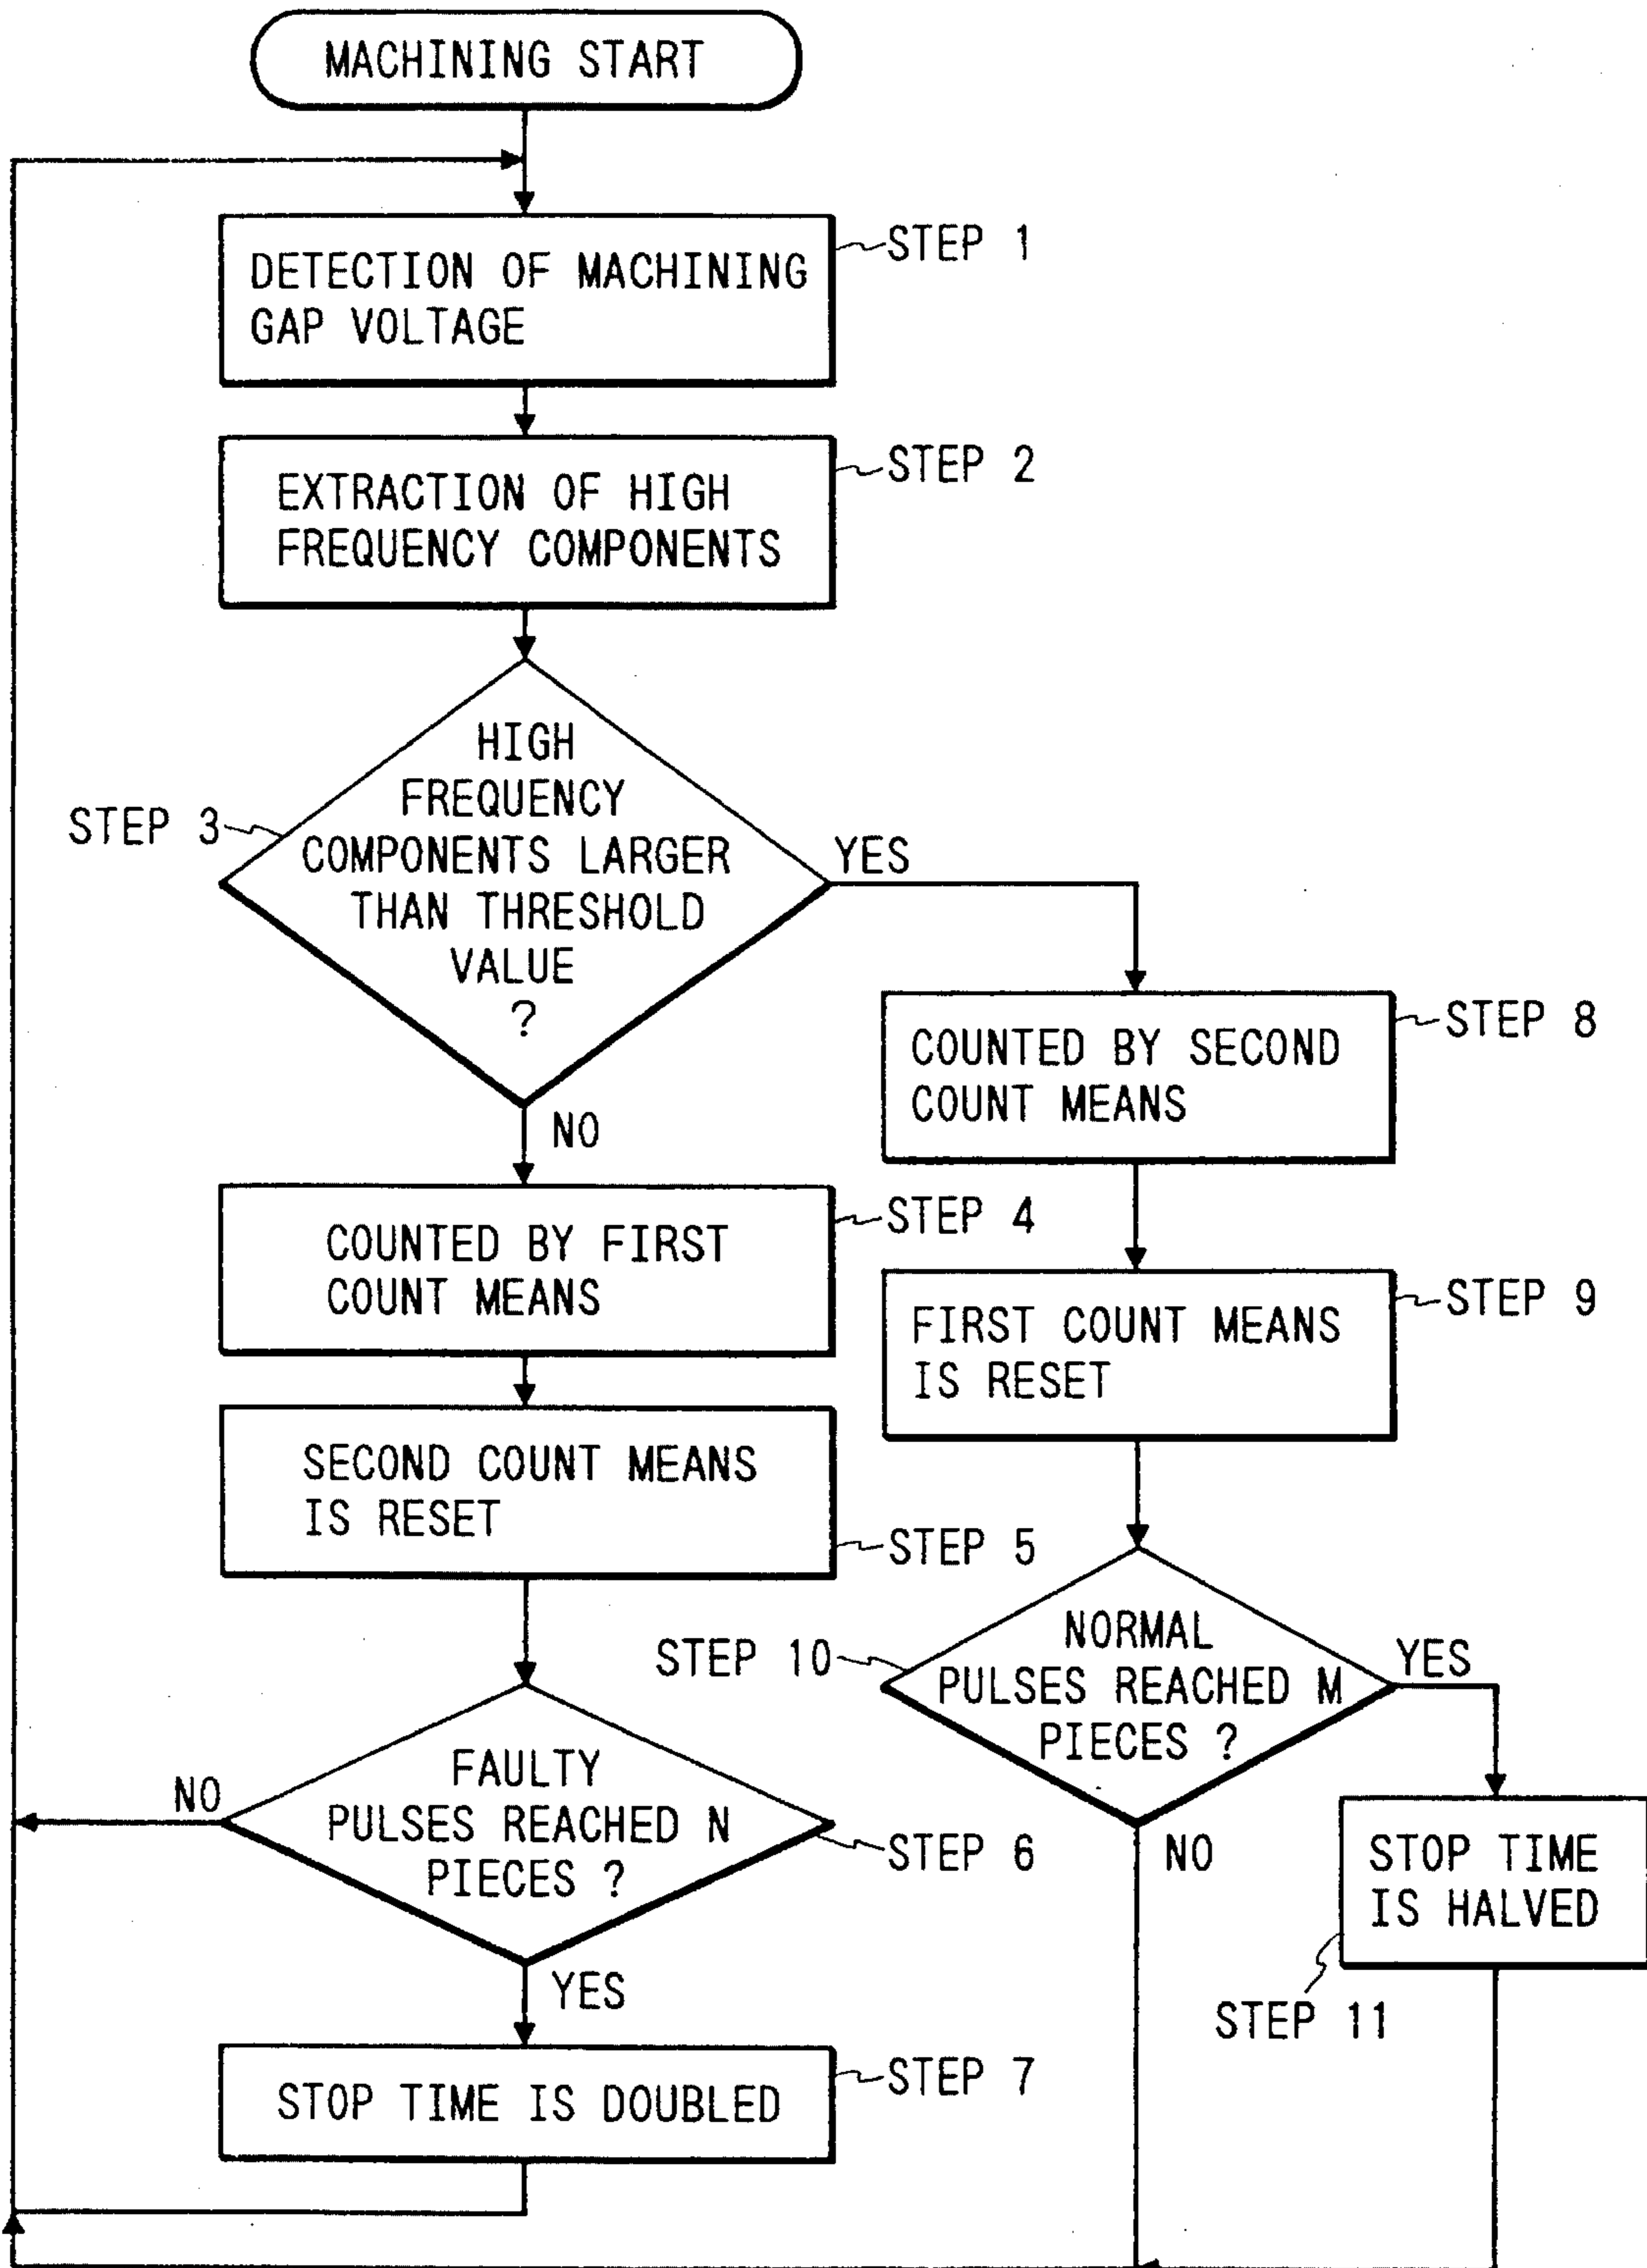 MACHINING START
STEP 1
DETECTION OF MACHINING
GAP VOLTAGE
STEP 2
EXTRACTION OF HIGH
FREQUENCY COMPONENTS
STEP 3
HIGH
FREQUENCY
COMPONENTS LARGER
THAN THRESHOLD
VALUE
?
YES
NO
STEP 4
COUNTED BY FIRST
COUNT MEANS
SECOND COUNT MEANS
IS RESET
STEP 5
FAULTY
PULSES REACHED N
PIECES ?
NO
STEP 6
YES
STEP 7
STOP TIME IS DOUBLED
STEP 8
COUNTED BY SECOND
COUNT MEANS
STEP 9
FIRST COUNT MEANS
IS RESET
STEP 10
NORMAL
PULSES REACHED M
PIECES ?
YES
NO
STOP TIME
IS HALVED
STEP 11